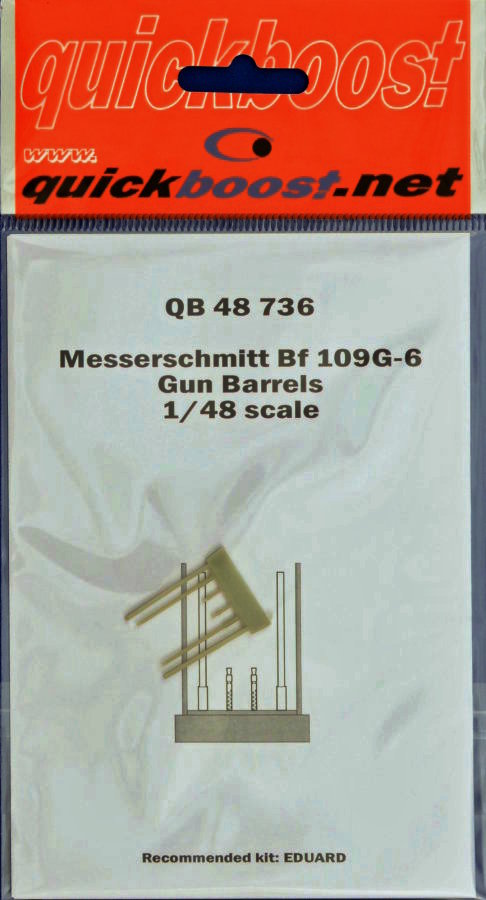 quickboost
www.
quickboost.net
QB 48 736
Messerschmitt Bf 109G-6
Gun Barrels
1/48 scale
Recommended kit: EDUARD